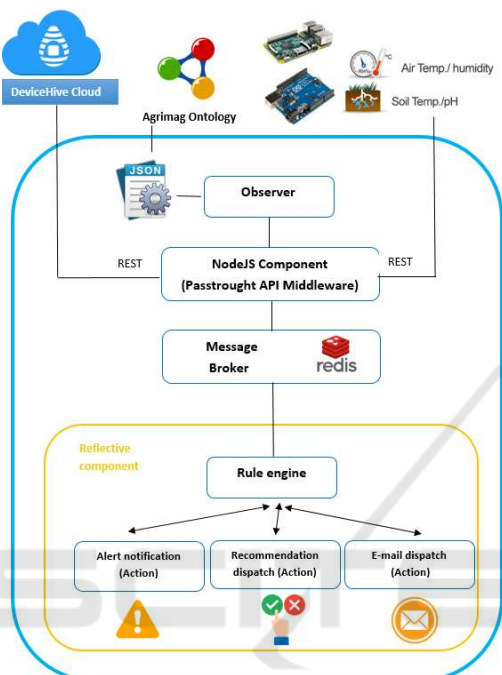 DeviceHive Cloud
Agrimag Ontology
°C
Air Temp./ humidity
Soil Temp./pH
JSON
Observer
REST
NodeJS Component
(Passtrought API Middleware)
REST
Message
Broker
redis
Reflective
component
Rule engine
Alert notification
(Action)
Recommendation
dispatch (Action)
E-mail dispatch
(Action)